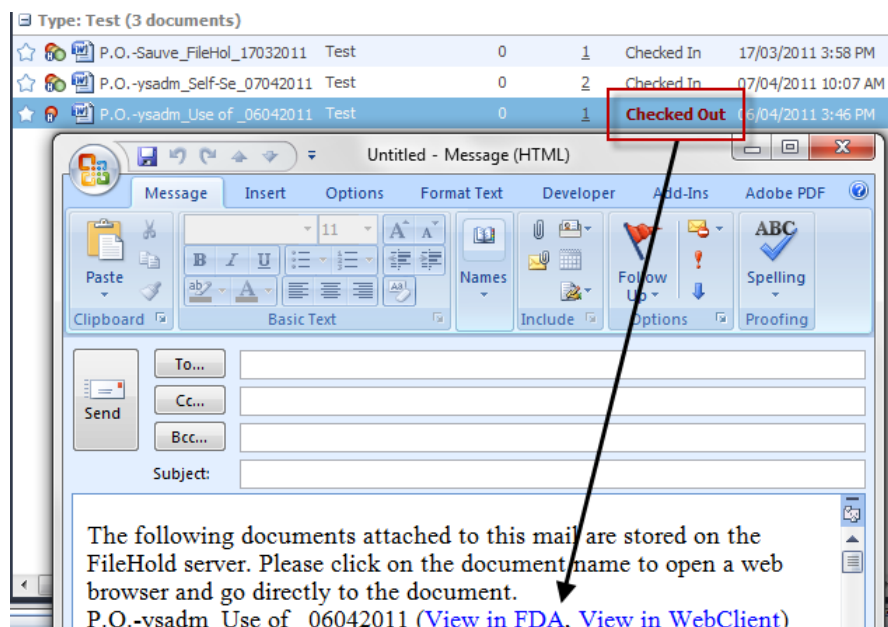 Type: Test (3 documents)
P.O.-Sauve_FileHol_17032011 Test 0 1 Checked In 17/03/2011 3:58 PM
P.O.-ysadm_Self-Se_07042011 Test 0 2 Checked In 07/04/2011 10:07 AM
P.O.-ysadm_Use of _06042011 Test 0 1 Checked Out 06/04/2011 3:46 PM
Untitled - Message (HTML)
Message Insert Options Format Text Developer Add-Ins Adobe PDF
11 A A ABC
Paste B I U Names Follow Up Spelling
ab A Aa
Clipboard Basic Text Include Options Proofing
To...
Cc...
Send
Bcc...
Subject:
The following documents attached to this mail are stored on the
FileHold server. Please click on the document name to open a web
browser and go directly to the document.
P.O.-ysadm_Use of _06042011 (View in FDA, View in WebClient)